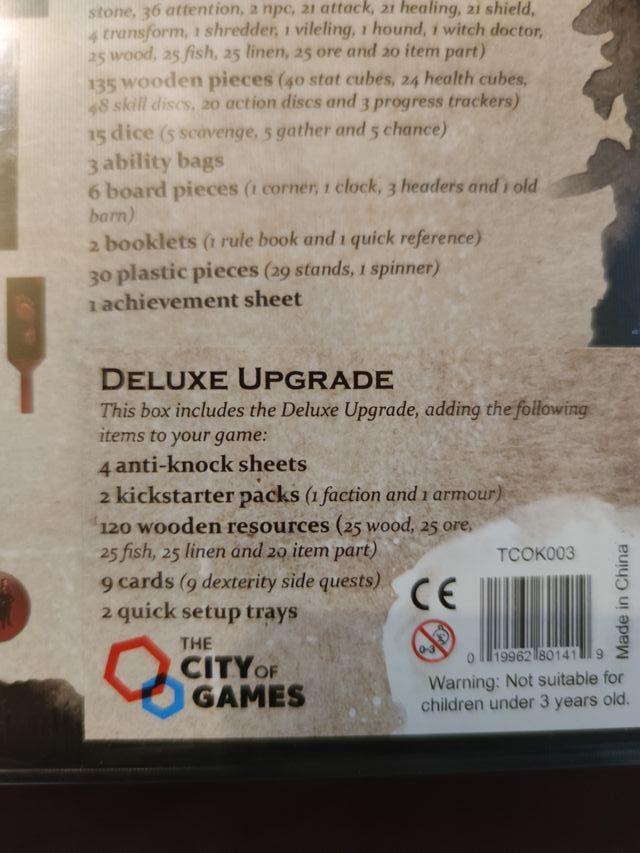 stone, 36 attention, 2 npc, 21 attack, 21 healing, 21 shield,
4 transform, 1 shredder, 1 vileling, 1 hound, 1 witch doctor,
25 wood, 25 fish, 25 linen, 25 ore and 20 item part)
135 wooden pieces (40 stat cubes, 24 health cubes,
48 skill discs, 20 action discs and 3 progress trackers)
15 dice (5 scavenge, 5 gather and 5 chance)
3 ability bags
6 board pieces (1 corner, 1 clock, 3 headers and 1 old
barn)
2 booklets (1 rule book and 1 quick reference)
30 plastic pieces (29 stands, 1 spinner)
1 achievement sheet
DELUXE UPGRADE
This box includes the Deluxe Upgrade, adding the following
items to your game:
4 anti-knock sheets
2 kickstarter packs (1 faction and 1 armour)
120 wooden resources (25 wood, 25 ore,
25 fish, 25 linen and 20 item part)
9 cards (9 dexterity side quests)
2 quick setup trays
THE
CITY OF
GAMES
TCOK003
CE
0-3
0 19962 80141 9
Made in China
Warning: Not suitable for
children under 3 years old.